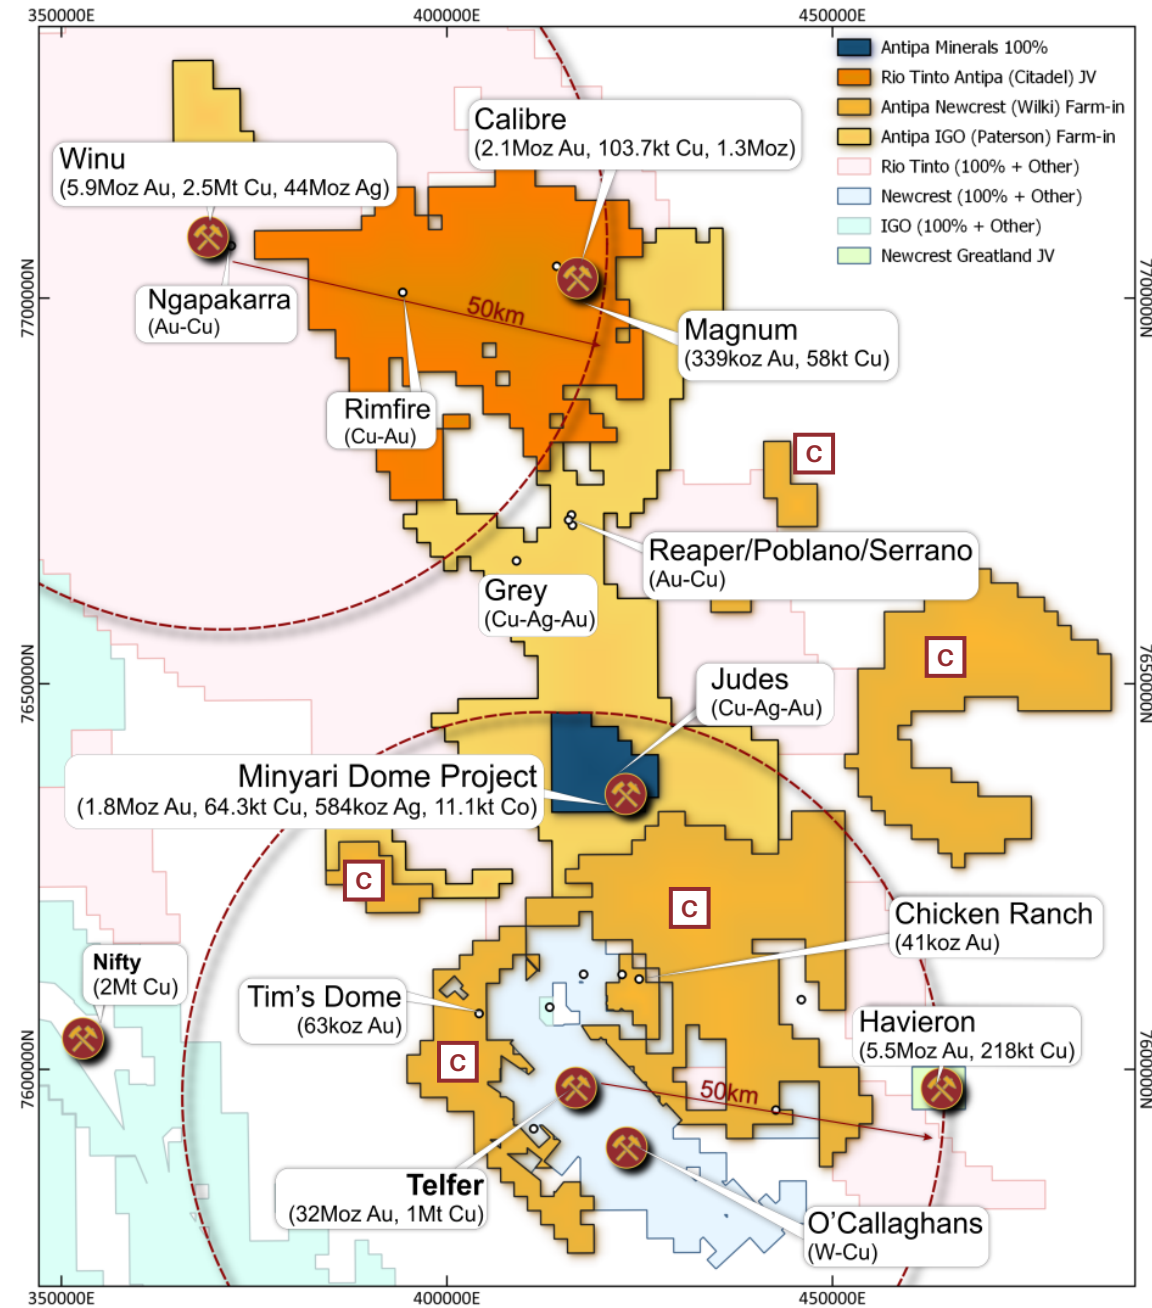 350000E
400000E
450000E
Antipa Minerals 100%
Rio Tinto Antipa (Citadel) JV
Antipa Newcrest (Wilki) Farm-in
Antipa IGO (Paterson) Farm-in
Rio Tinto (100% + Other)
Newcrest (100% + Other)
IGO (100% + Other)
Newcrest Greatland JV
Calibre
(2.1Moz Au, 103.7kt Cu, 1.3Moz)
Winu
(5.9Moz Au, 2.5Mt Cu, 44Moz Ag)
7700000N
7700000N
Ngapakarra
(Au-Cu)
50km
Magnum
(339koz Au, 58kt Cu)
Rimfire
(Cu-Au)
C
Reaper/Poblano/Serrano
(Au-Cu)
Grey
(Cu-Ag-Au)
C
7650000N
7650000N
Judes
(Cu-Ag-Au)
Minyari Dome Project
(1.8Moz Au, 64.3kt Cu, 584koz Ag, 11.1kt Co)
C
C
Chicken Ranch
(41koz Au)
Nifty
(2Mt Cu)
Tim's Dome
(63koz Au)
Havieron
(5.5Moz Au, 218kt Cu)
C
7600000N
7600000N
50km
Telfer
(32Moz Au, 1Mt Cu)
O'Callaghans
(W-Cu)
350000E
400000E
450000E